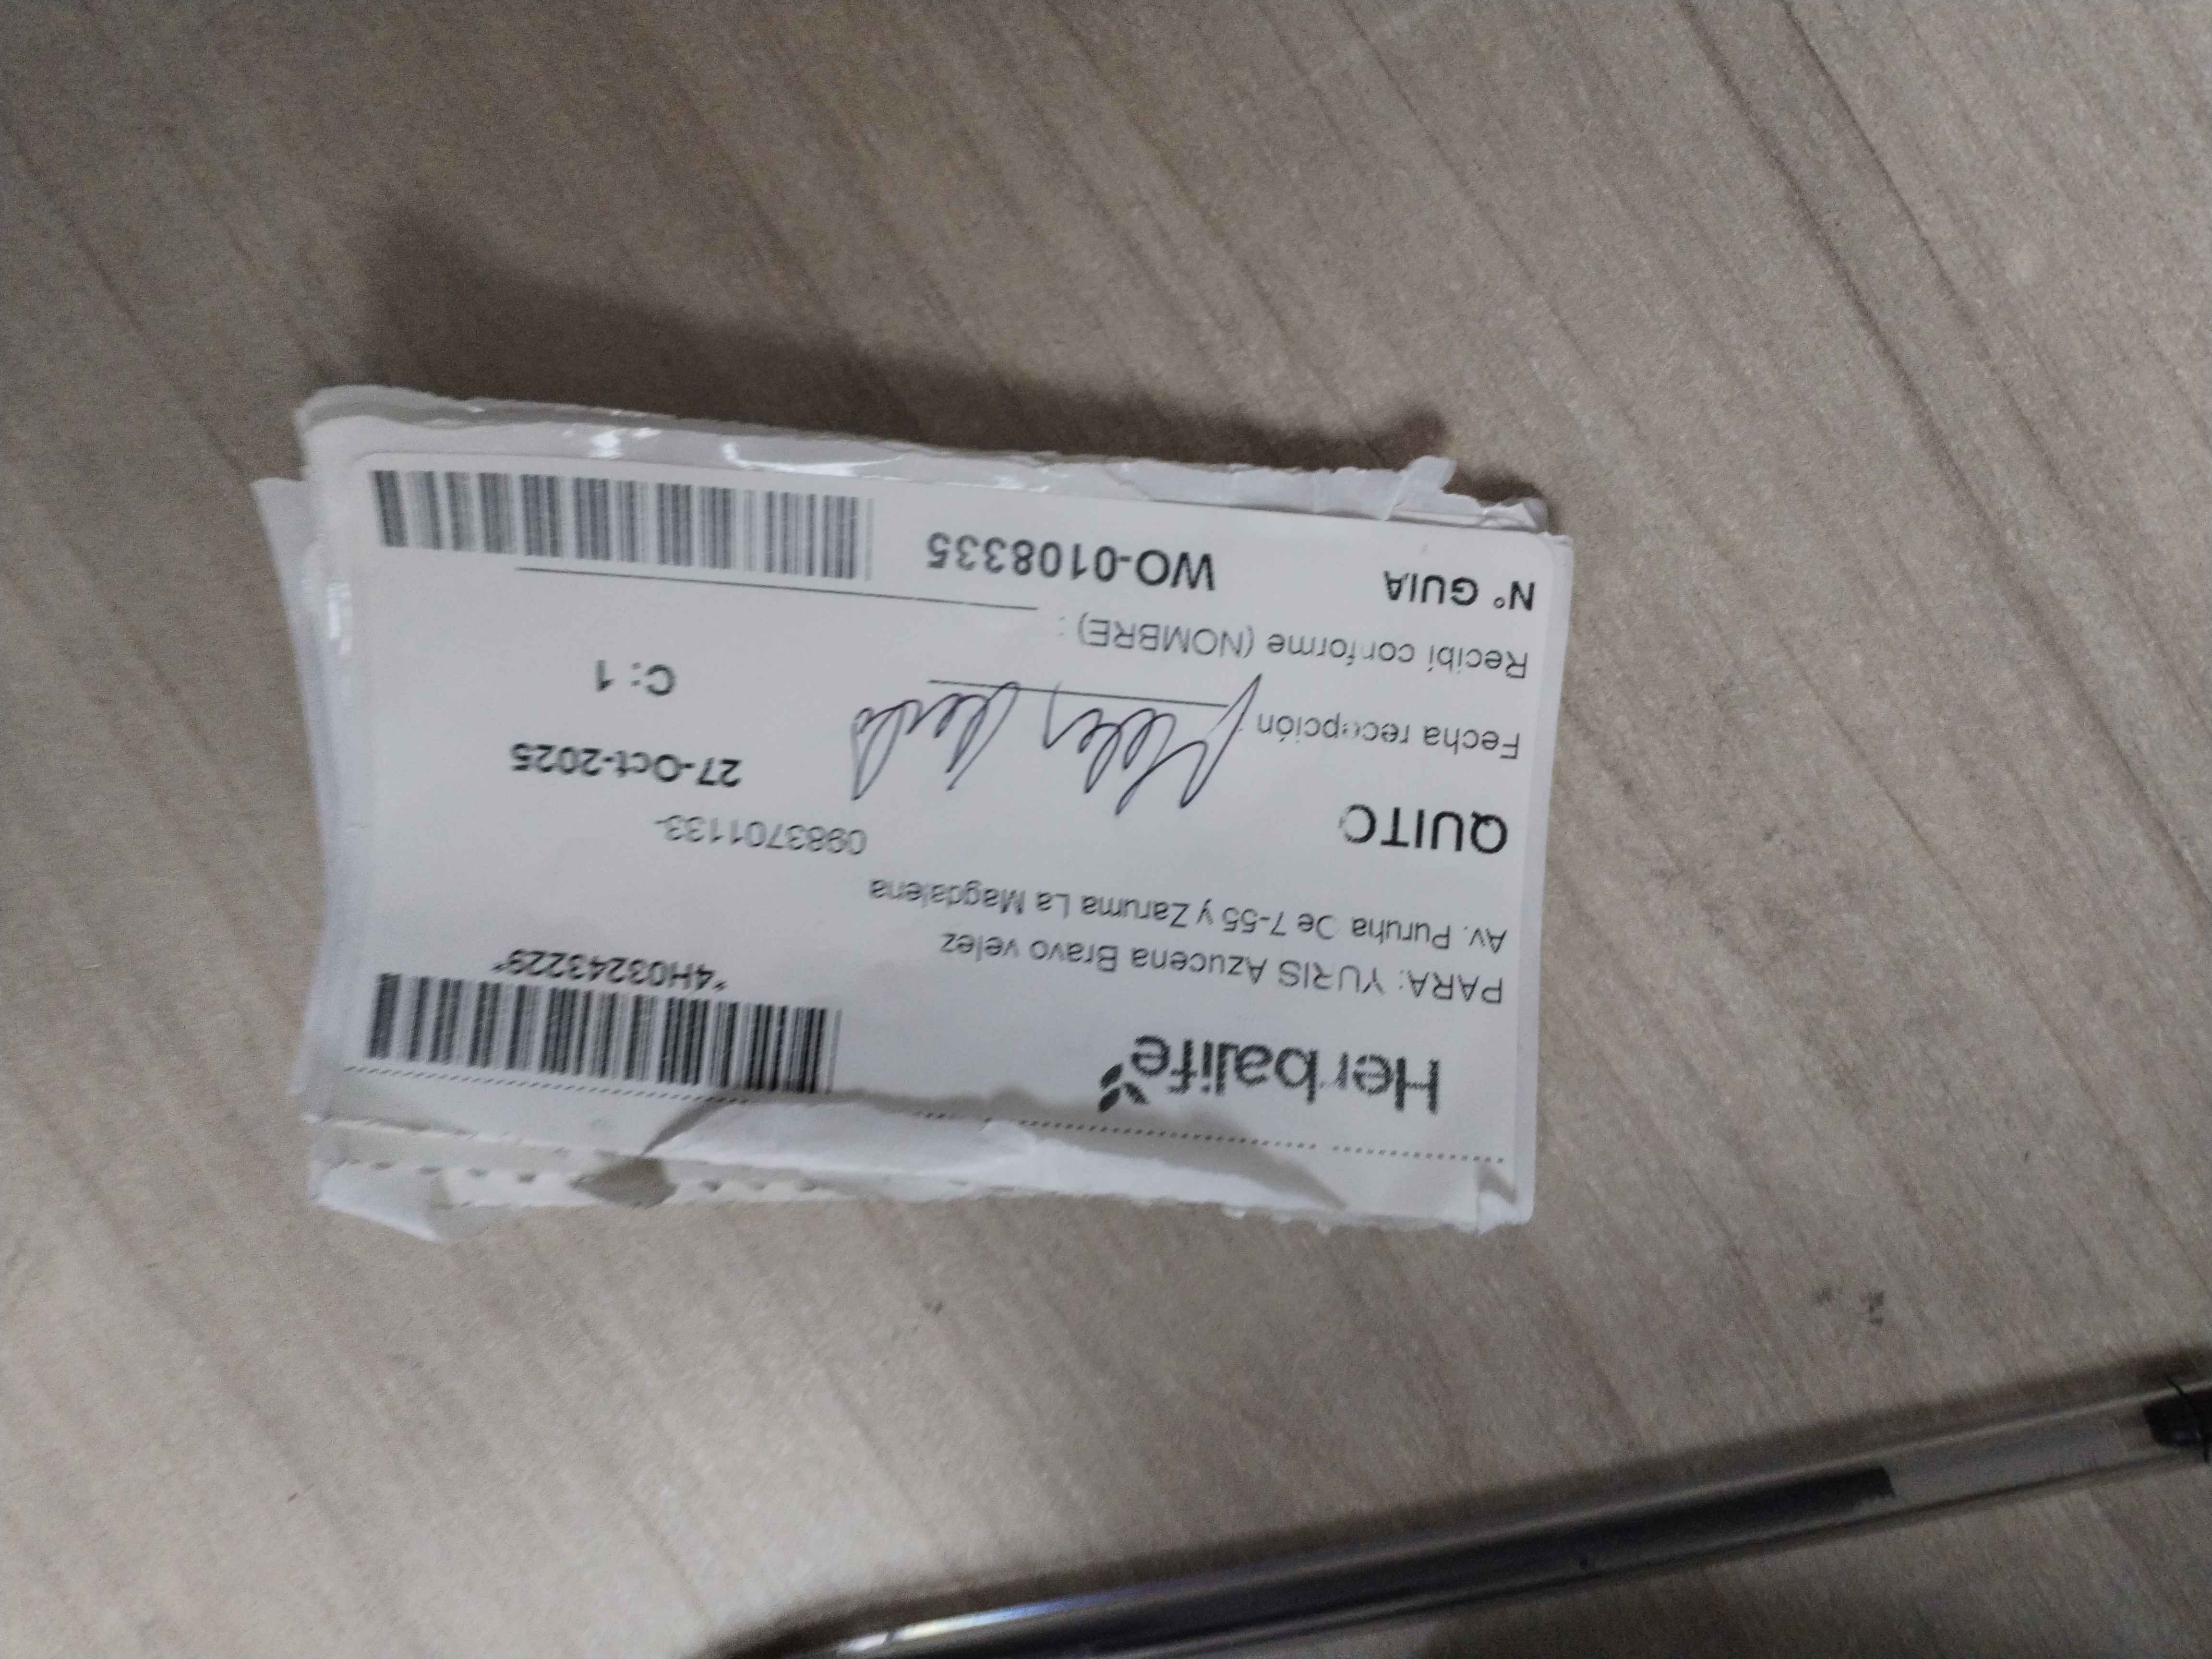 Herbalife
*4H03243229*
PARA: YURIS Azucena Bravo velez
Av. Puruha Oe 7-55 y Zaruma La Magdalena
0983701133-
QUITO
27-Oct-2025
Fecha recepción
C: 1
Recibí conforme (NOMBRE) :
N° GUIA WO-0108335